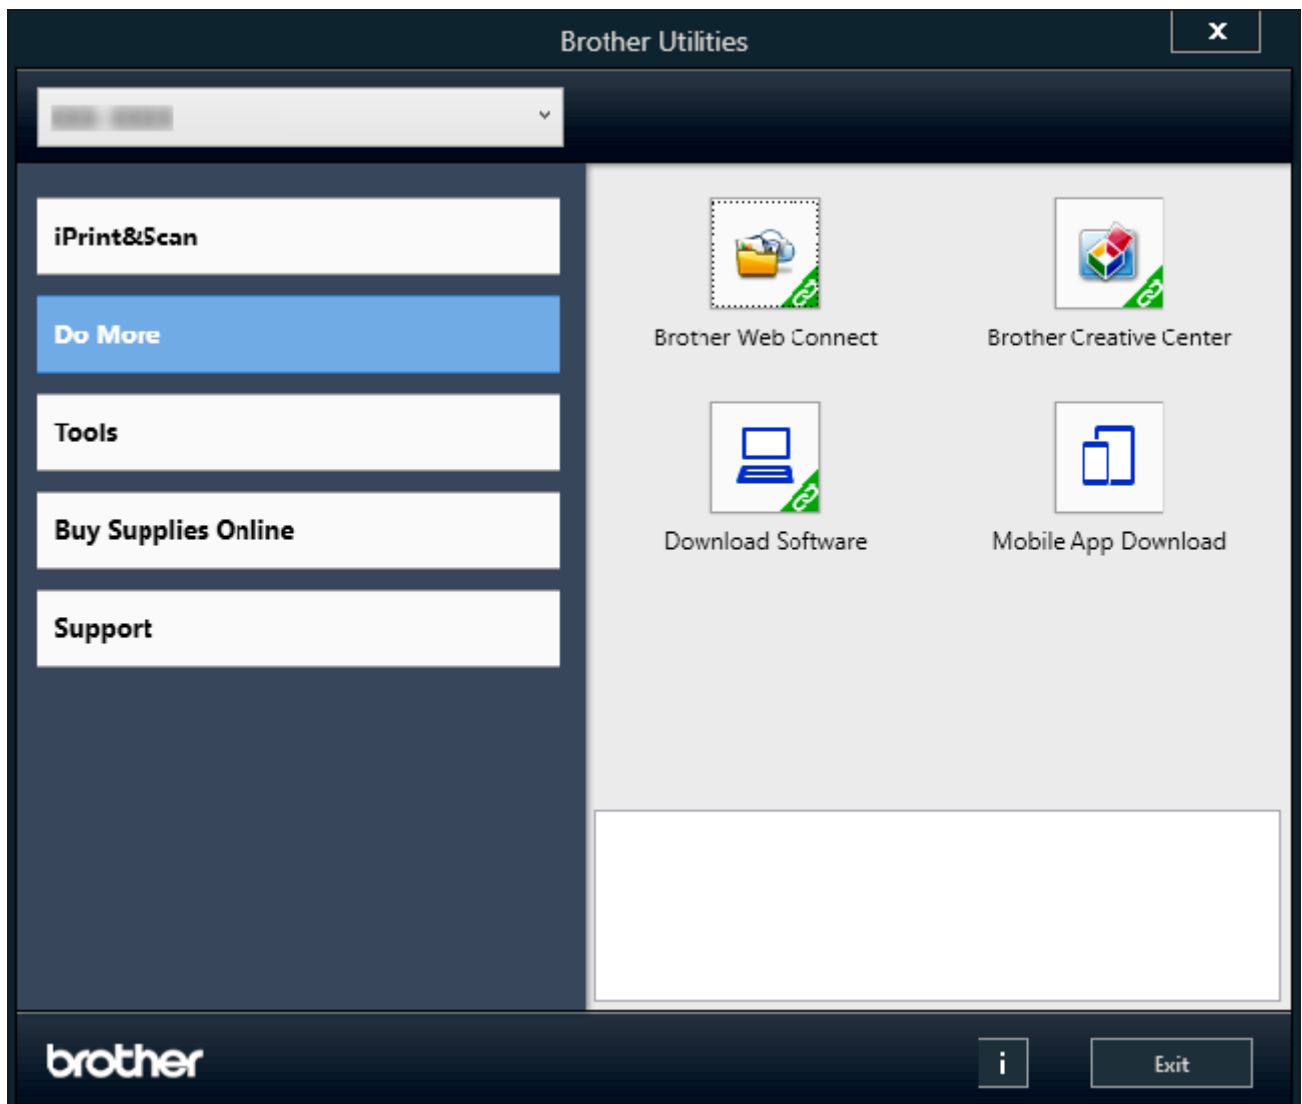 Brother Utilities
x
iPrint&Scan
Do More
Tools
Buy Supplies Online
Support
Brother Web Connect
Brother Creative Center
Download Software
Mobile App Download
brother
i
Exit